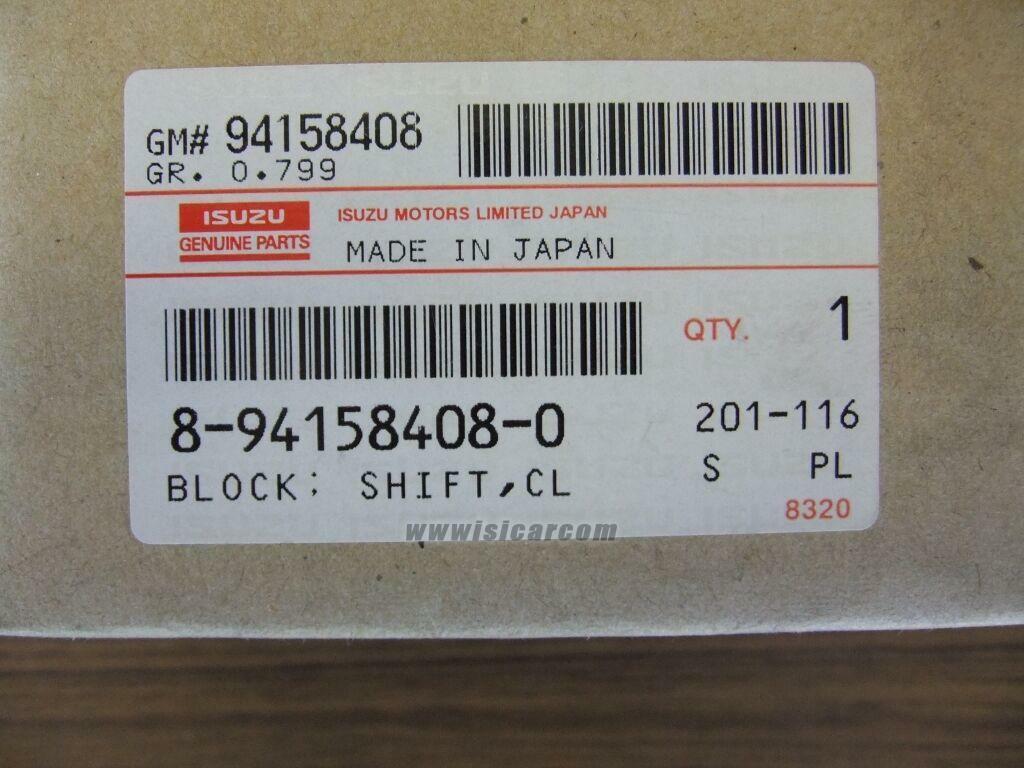 GM# 94158408
GR. 0.799
ISUZU
GENUINE PARTS
ISUZU MOTORS LIMITED JAPAN
MADE IN JAPAN
QTY. 1
8-94158408-0
201-116
BLOCK; SHIFT,CL
S PL
8320
wwwisicarcom